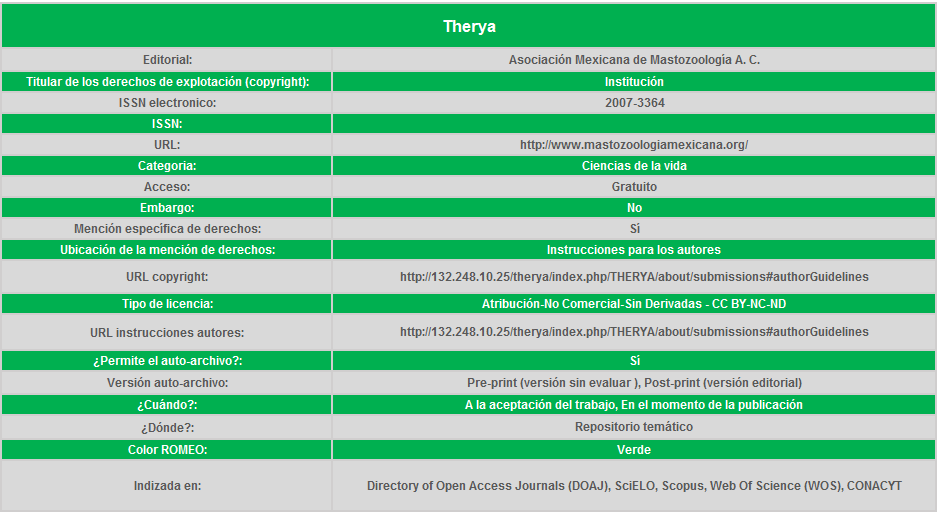 Therya
Editorial: Asociación Mexicana de Mastozoología A. C.
Titular de los derechos de explotación (copyright): Institución
ISSN electronico: 2007-3364
ISSN:
URL: http://www.mastozoologiamexicana.org/
Categoria: Ciencias de la vida
Acceso: Gratuito
Embargo: No
Mención específica de derechos: Sí
Ubicación de la mención de derechos: Instrucciones para los autores
URL copyright: http://132.248.10.25/therya/index.php/THERYA/about/submissions#authorGuidelines
Tipo de licencia: Atribución-No Comercial-Sin Derivadas - CC BY-NC-ND
URL instrucciones autores: http://132.248.10.25/therya/index.php/THERYA/about/submissions#authorGuidelines
¿Permite el auto-archivo?: Sí
Versión auto-archivo: Pre-print (versión sin evaluar ), Post-print (versión editorial)
¿Cuándo?: A la aceptación del trabajo, En el momento de la publicación
¿Dónde?: Repositorio temático
Color ROMEO: Verde
Indizada en: Directory of Open Access Journals (DOAJ), SciELO, Scopus, Web Of Science (WOS), CONACYT